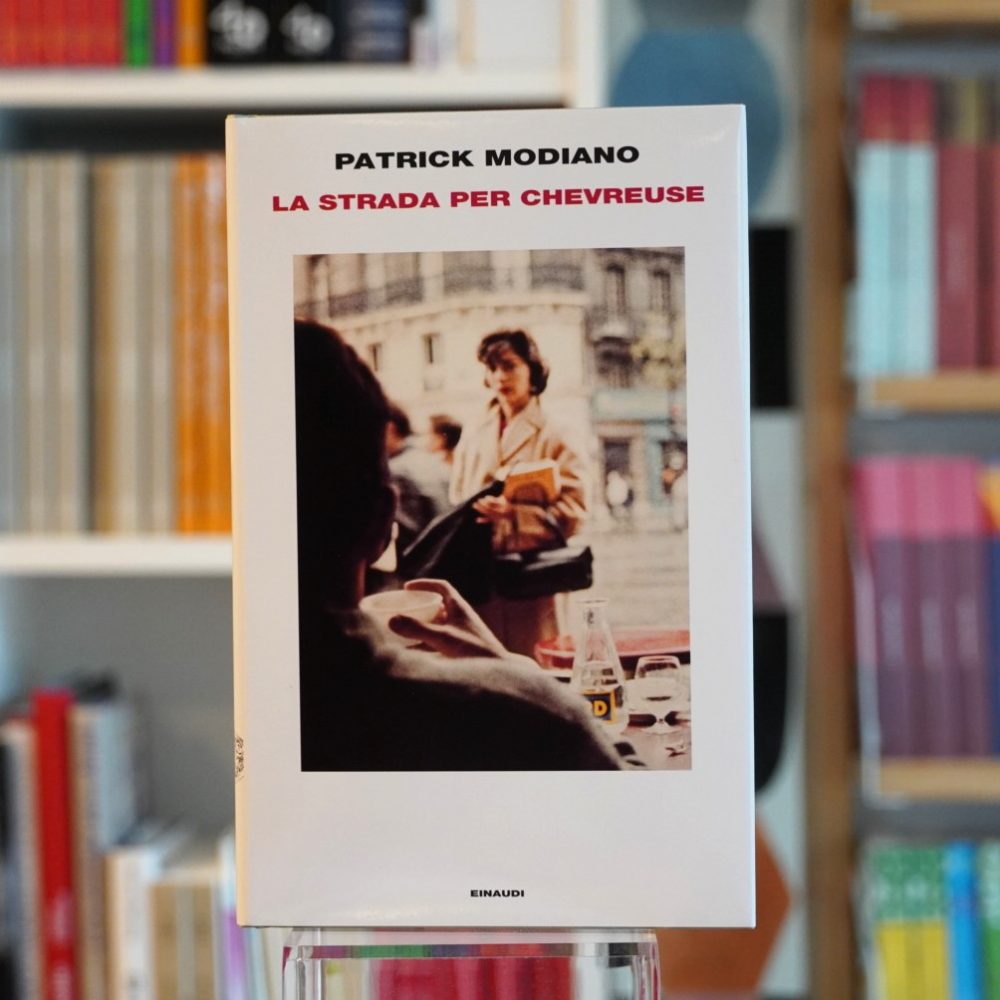 PATRICK MODIANO
LA STRADA PER CHEVREUSE
EINAUDI